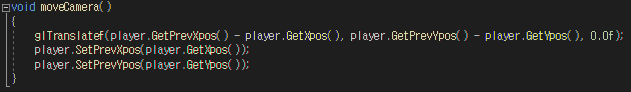 void moveCamera()
{
glTranslatef(player.GetPrevXpos() - player.GetXpos(), player.GetPrevYpos() - player.GetYpos(), 0.0f);
player.SetPrevXpos(player.GetXpos());
player.SetPrevYpos(player.GetYpos());
}